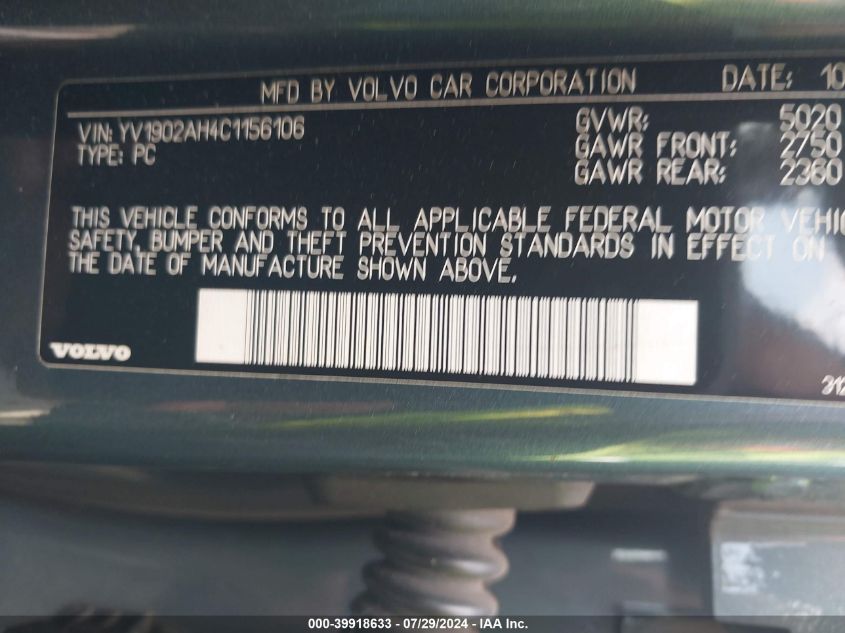 MFD BY VOLVO CAR CORPORATION DATE: 10
VIN: YV1902AH4C1156106
TYPE: PC
GVWR: 5020
GAWR FRONT: 2750
GAWR REAR: 2360
THIS VEHICLE CONFORMS TO ALL APPLICABLE FEDERAL MOTOR VEHIC
SAFETY, BUMPER AND THEFT PREVENTION STANDARDS IN EFFECT ON
THE DATE OF MANUFACTURE SHOWN ABOVE.
VOLVO
312
000-39918633 - 07/29/2024 - IAA, Inc.